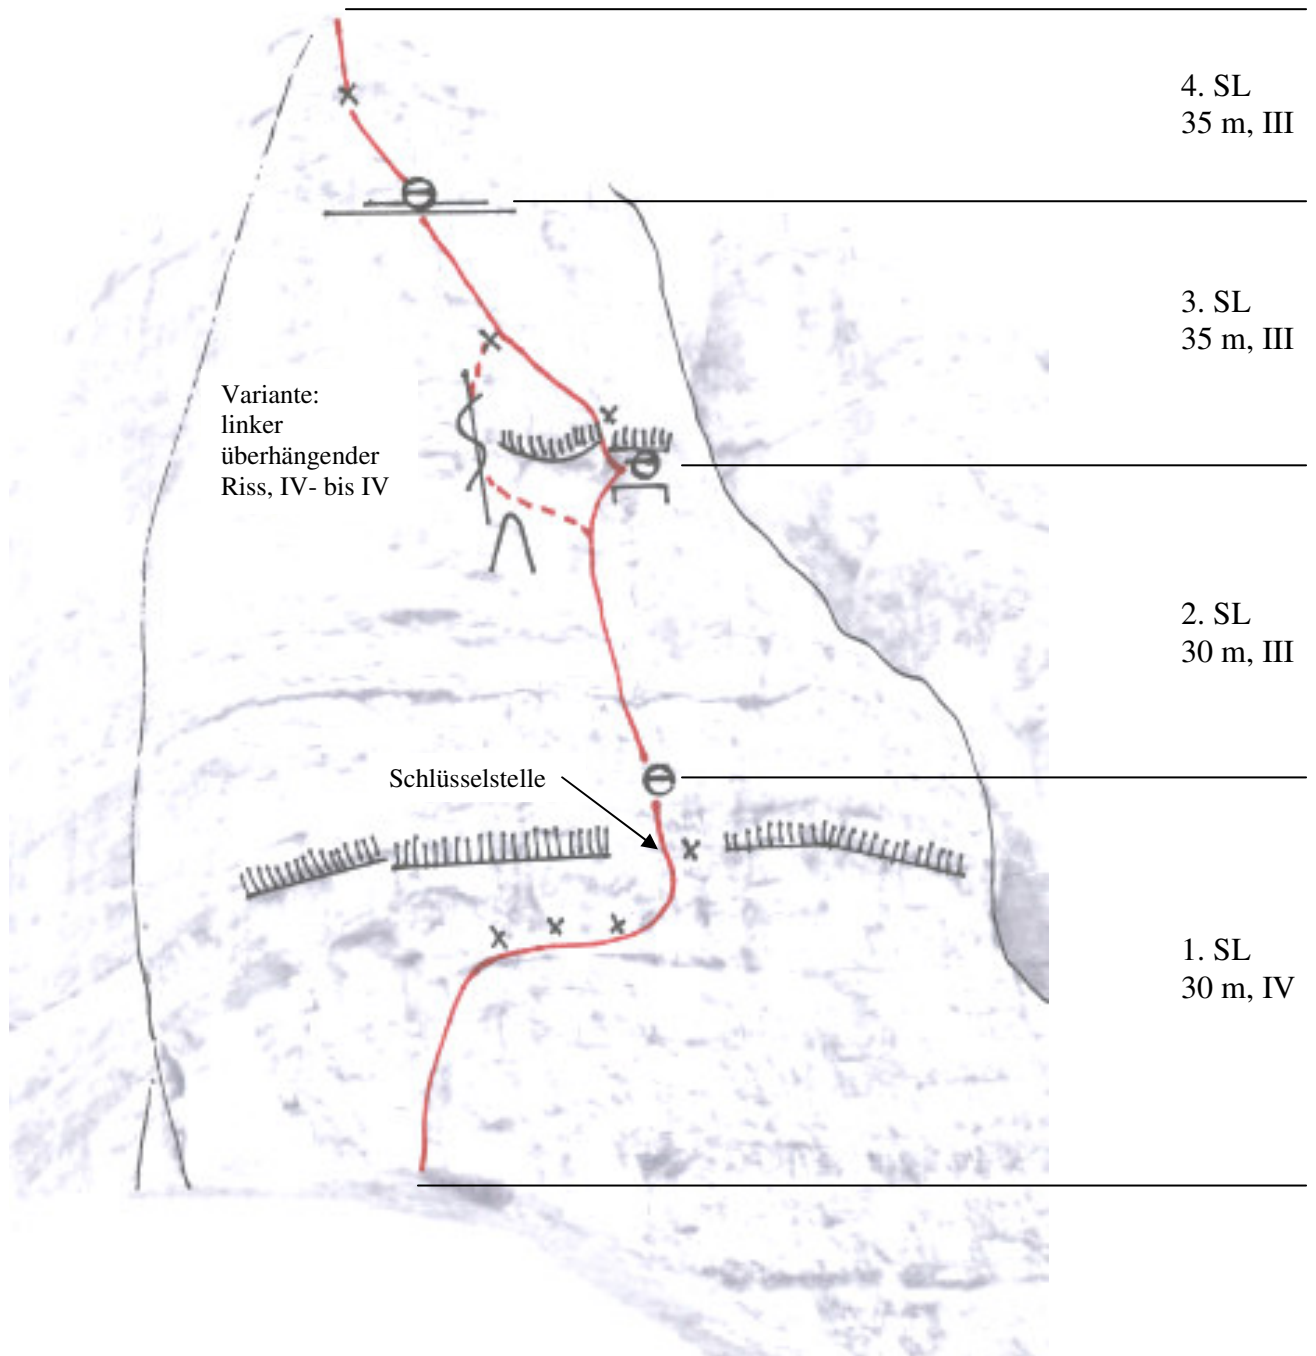 4. SL
35 m, III
3. SL
35 m, III
Variante:
linker
überhängender
Riss, IV- bis IV
2. SL
30 m, III
Schlüsselstelle
1. SL
30 m, IV